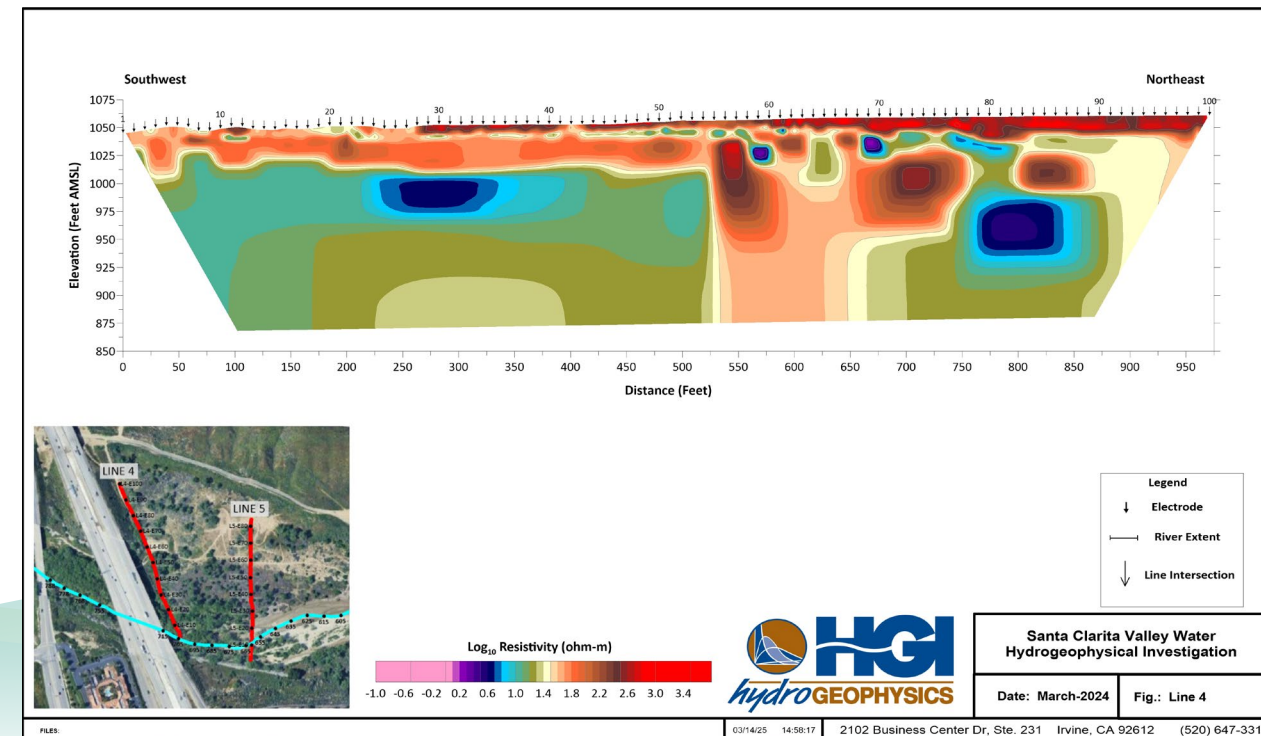 Southwest
Northeast
1 10 20 30 40 50 60 70 80 90 100
1075
1050
1025
1000
975
950
925
900
875
850
Elevation (Feet AMSL)
0 50 100 150 200 250 300 350 400 450 500 550 600 650 700 750 800 850 900 950
Distance (Feet)
LINE 4
L4-E100
LINE 5
Legend
Electrode
River Extent
Line Intersection
Log10 Resistivity (ohm-m)
-1.0 -0.6 -0.2 0.2 0.6 1.0 1.4 1.8 2.2 2.6 3.0 3.4
HGI
hydroGEOPHYSICS
Santa Clarita Valley Water
Hydrogeophysical Investigation
Date: March-2024 Fig.: Line 4
FILES:
03/14/25 14:58:17
2102 Business Center Dr, Ste. 231 Irvine, CA 92612 (520) 647-331